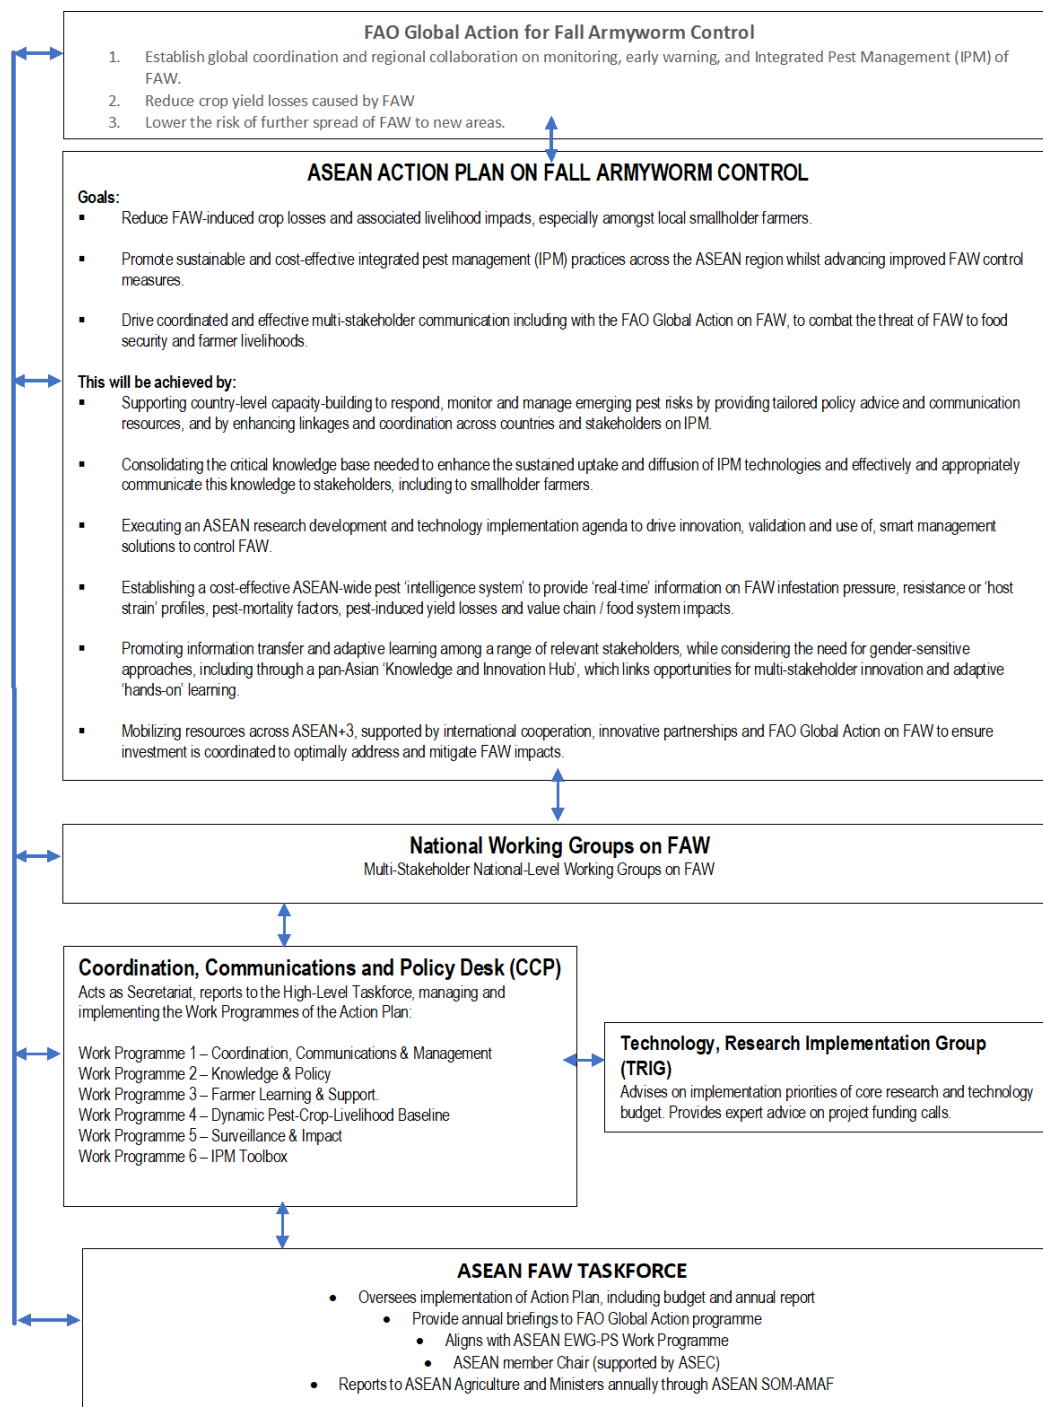 FAO Global Action for Fall Armyworm Control
1. Establish global coordination and regional collaboration on monitoring, early warning, and Integrated Pest Management (IPM) of
FAW.
2. Reduce crop yield losses caused by FAW
3. Lower the risk of further spread of FAW to new areas.
ASEAN ACTION PLAN ON FALL ARMYWORM CONTROL
Goals:
▪ Reduce FAW-induced crop losses and associated livelihood impacts, especially amongst local smallholder farmers.
▪ Promote sustainable and cost-effective integrated pest management (IPM) practices across the ASEAN region whilst advancing improved FAW control
measures.
▪ Drive coordinated and effective multi-stakeholder communication including with the FAO Global Action on FAW, to combat the threat of FAW to food
security and farmer livelihoods.
This will be achieved by:
▪ Supporting country-level capacity-building to respond, monitor and manage emerging pest risks by providing tailored policy advice and communication
resources, and by enhancing linkages and coordination across countries and stakeholders on IPM.
▪ Consolidating the critical knowledge base needed to enhance the sustained uptake and diffusion of IPM technologies and effectively and appropriately
communicate this knowledge to stakeholders, including to smallholder farmers.
▪ Executing an ASEAN research development and technology implementation agenda to drive innovation, validation and use of, smart management
solutions to control FAW.
▪ Establishing a cost-effective ASEAN-wide pest ‘intelligence system’ to provide ‘real-time’ information on FAW infestation pressure, resistance or ‘host
strain’ profiles, pest-mortality factors, pest-induced yield losses and value chain / food system impacts.
▪ Promoting information transfer and adaptive learning among a range of relevant stakeholders, while considering the need for gender-sensitive
approaches, including through a pan-Asian ‘Knowledge and Innovation Hub’, which links opportunities for multi-stakeholder innovation and adaptive
‘hands-on’ learning.
▪ Mobilizing resources across ASEAN+3, supported by international cooperation, innovative partnerships and FAO Global Action on FAW to ensure
investment is coordinated to optimally address and mitigate FAW impacts.
National Working Groups on FAW
Multi-Stakeholder National-Level Working Groups on FAW
Coordination, Communications and Policy Desk (CCP)
Acts as Secretariat, reports to the High-Level Taskforce, managing and
implementing the Work Programmes of the Action Plan:
Work Programme 1 – Coordination, Communications & Management
Work Programme 2 – Knowledge & Policy
Work Programme 3 – Farmer Learning & Support.
Work Programme 4 – Dynamic Pest-Crop-Livelihood Baseline
Work Programme 5 – Surveillance & Impact
Work Programme 6 – IPM Toolbox
Technology, Research Implementation Group
(TRIG)
Advises on implementation priorities of core research and technology
budget. Provides expert advice on project funding calls.
ASEAN FAW TASKFORCE
● Oversees implementation of Action Plan, including budget and annual report
● Provide annual briefings to FAO Global Action programme
● Aligns with ASEAN EWG-PS Work Programme
● ASEAN member Chair (supported by ASEC)
● Reports to ASEAN Agriculture and Ministers annually through ASEAN SOM-AMAF